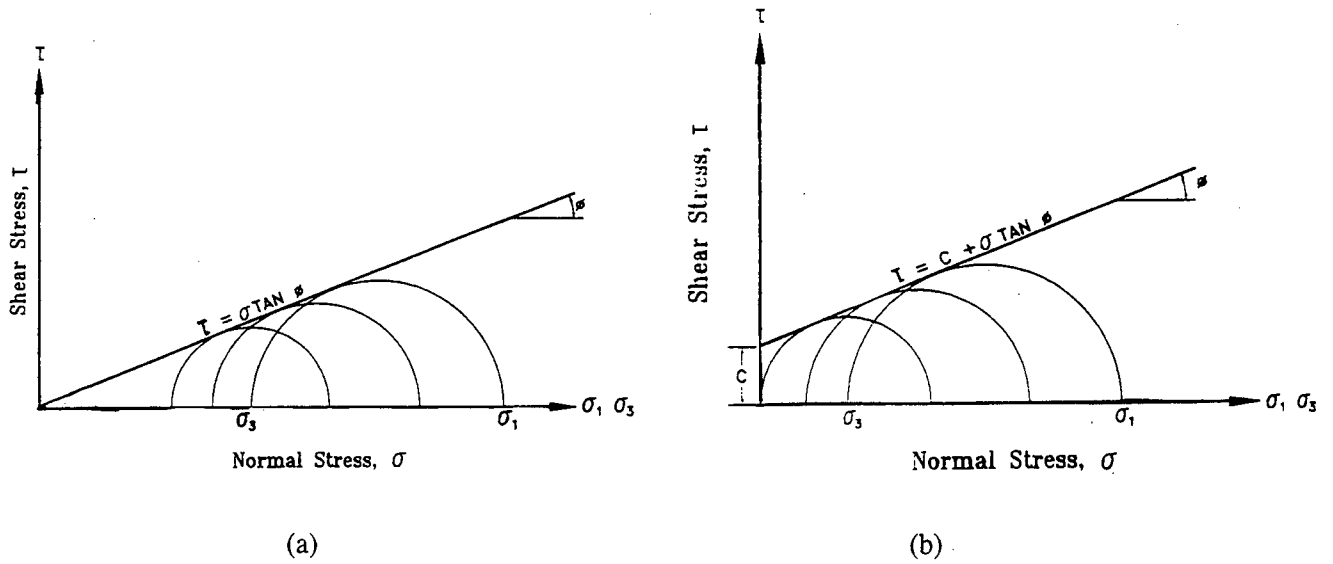 τ
Shear Stress, τ
τ = σ TAN ø
ø
σ₃
σ₁
σ₁ σ₃
Normal Stress, σ
(a)
τ
Shear Stress, τ
τ = C + σ TAN ø
ø
C
σ₃
σ₁
σ₁ σ₃
Normal Stress, σ
(b)